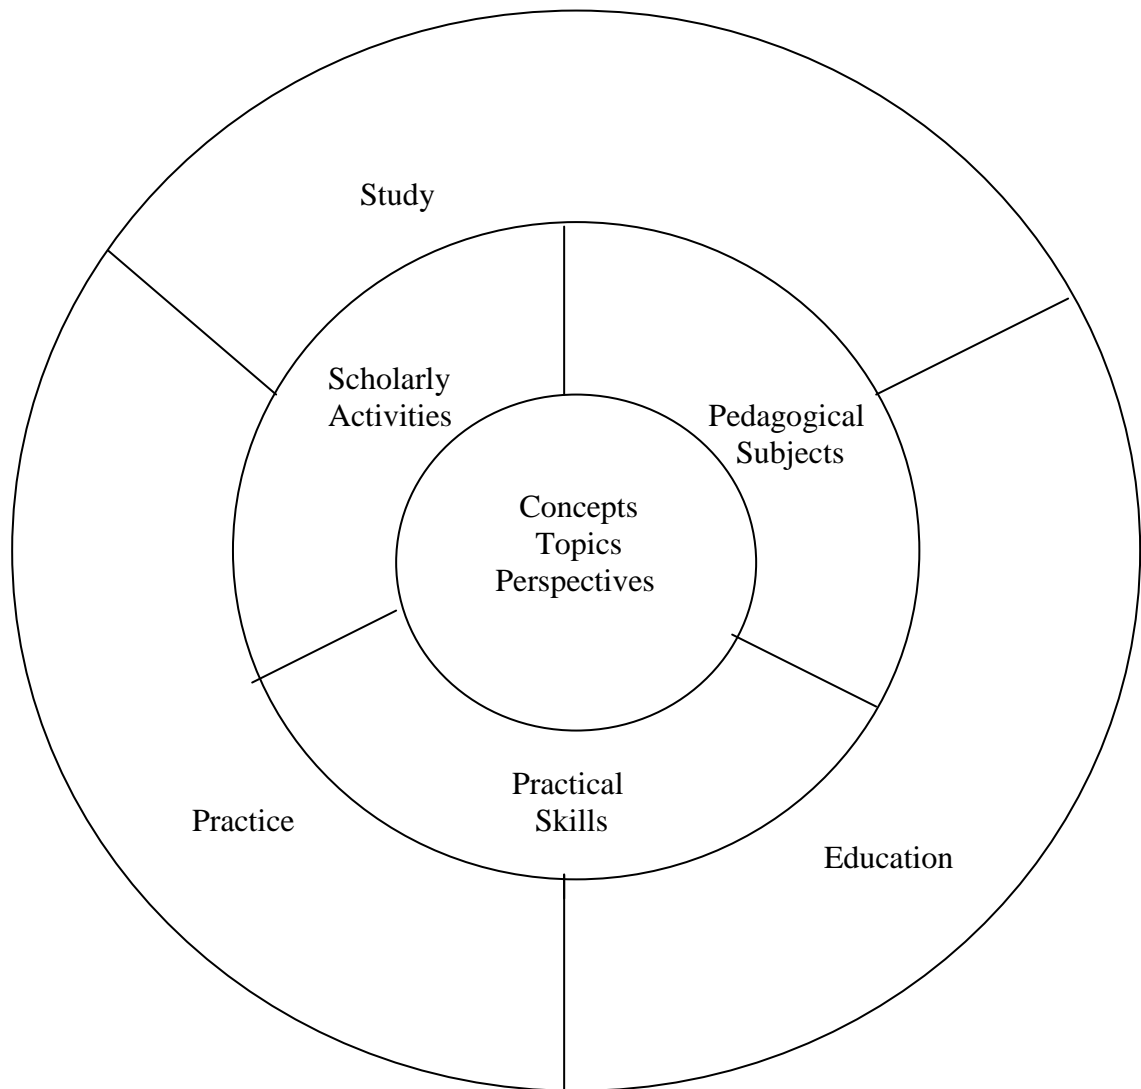 Study
Scholarly
Activities
Pedagogical
Subjects
Concepts
Topics
Perspectives
Practical
Skills
Practice
Education